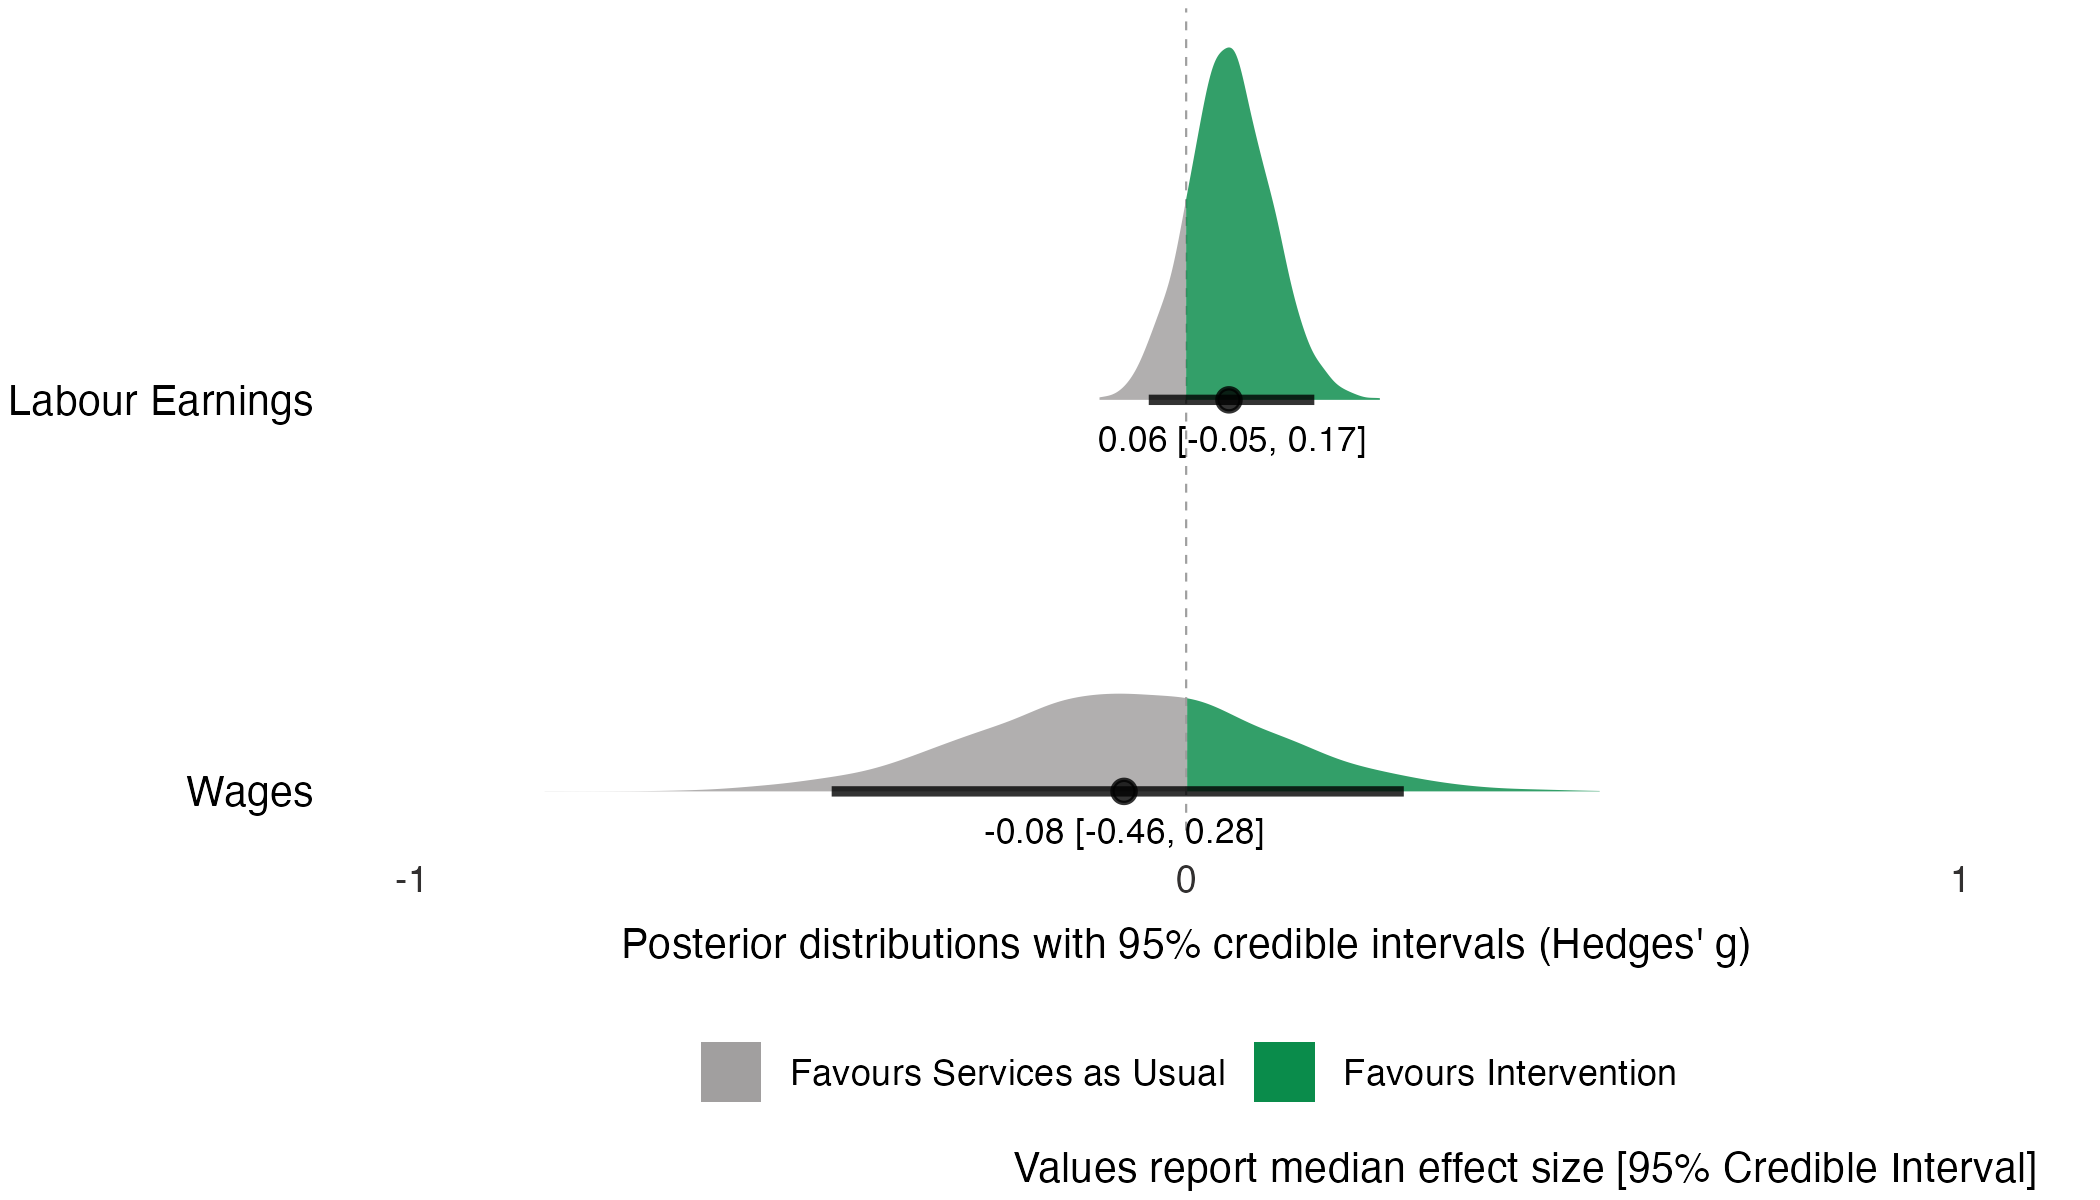 Labour Earnings
0.06 [-0.05, 0.17]
Wages
-0.08 [-0.46, 0.28]
-1 0 1
Posterior distributions with 95% credible intervals (Hedges' g)
Favours Services as Usual Favours Intervention
Values report median effect size [95% Credible Interval]